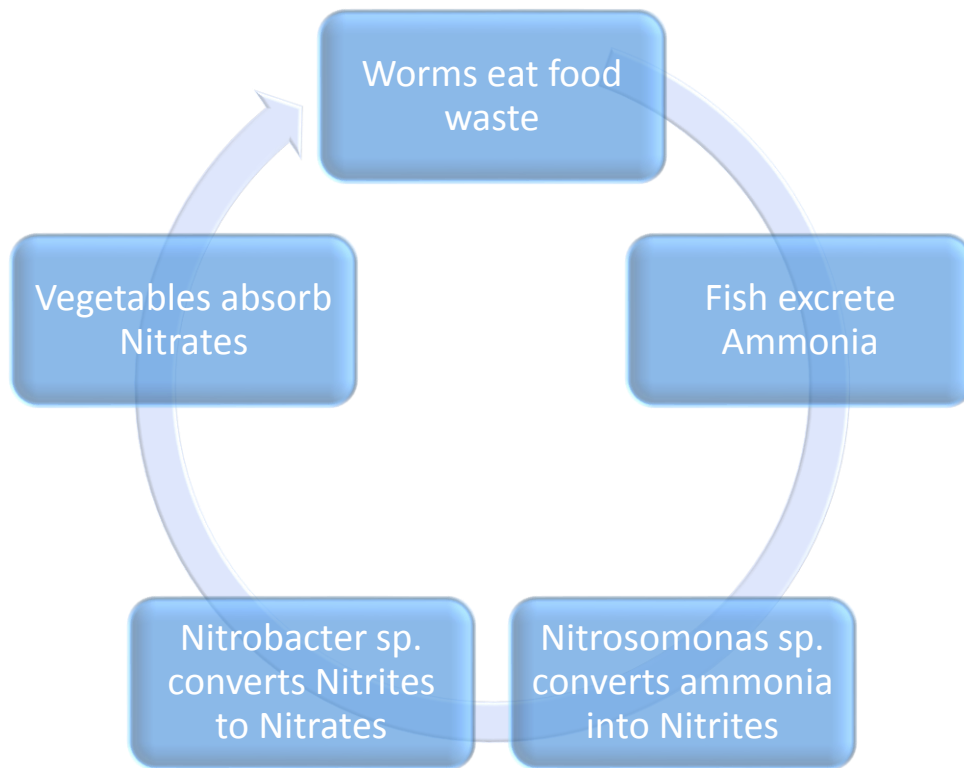 Worms eat food
waste
Fish excrete
Ammonia
Nitrosomonas sp.
converts ammonia
into Nitrites
Nitrobacter sp.
converts Nitrites
to Nitrates
Vegetables absorb
Nitrates